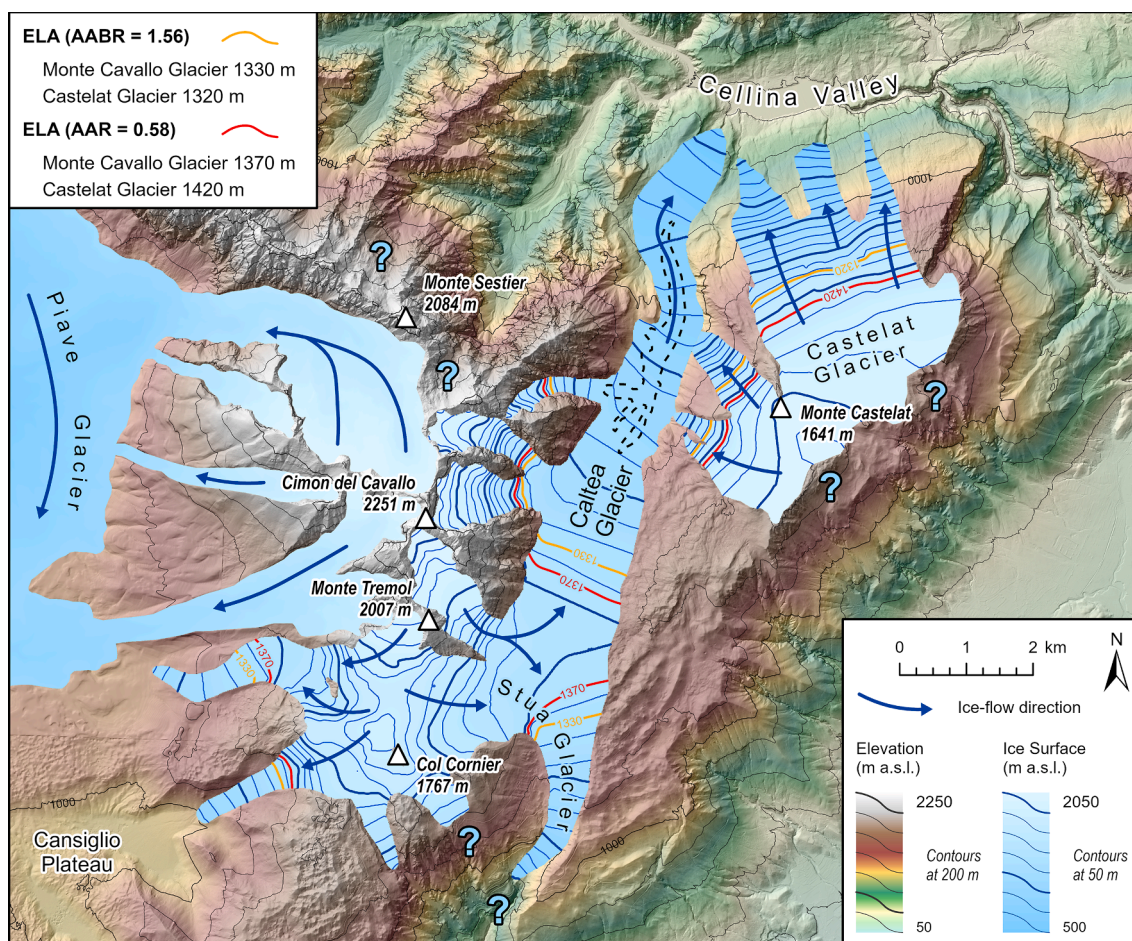 ELA (AABR = 1.56)
Monte Cavallo Glacier 1330 m
Castelat Glacier 1320 m
ELA (AAR = 0.58)
Monte Cavallo Glacier 1370 m
Castelat Glacier 1420 m
Cellina Valley
1000
?
Monte Sestier
2084 m
Piave Glacier
1320
1420
Castelat
Glacier
?
?
Monte Castelat
1641 m
?
Cimon del Cavallo
2251 m
Caltea
Glacier
1330
1370
Monte Tremol
2007 m
1370
1330
Stua Glacier
1370
1330
Col Cornier
1767 m
1000
Cansiglio
Plateau
?
1000
?
0 1 2 km
N
Ice-flow direction
Elevation
(m a.s.l.)
2250
Contours
at 200 m
50
Ice Surface
(m a.s.l.)
2050
Contours
at 50 m
500